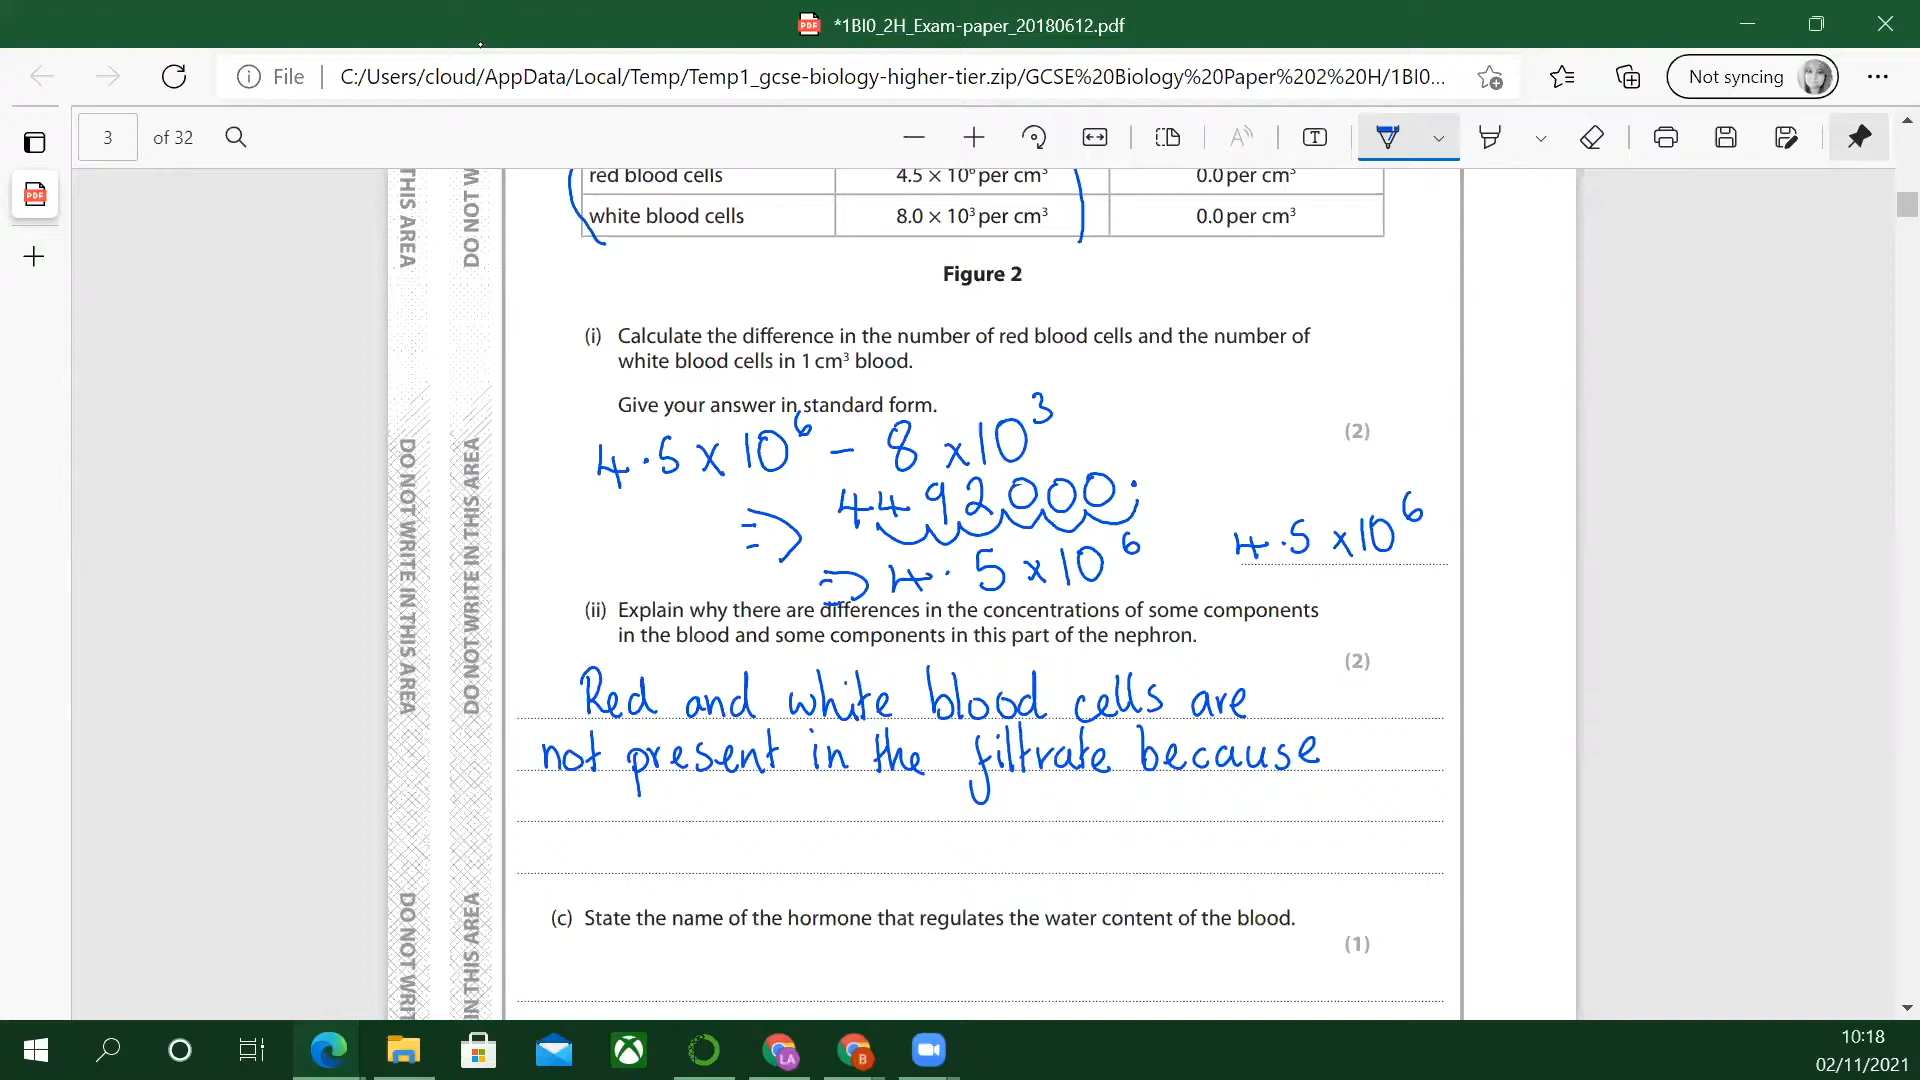 *1BI0_2H_Exam-paper_20180612.pdf
File
C:/Users/cloud/AppData/Local/Temp/Temp1_gcse-biology-higher-tier.zip/GCSE%20Biology%20Paper%202%20H/1BI0...
Not syncing
3 of 32
THIS AREA
DO NOT W
red blood cells 4.5 × 10⁶ per cm³ 0.0 per cm³
white blood cells 8.0 × 10³ per cm³ 0.0 per cm³
Figure 2
(i) Calculate the difference in the number of red blood cells and the number of
white blood cells in 1 cm³ blood.
Give your answer in standard form.
(2)
4.5 x 10⁶ - 8 x 10³
=> 4492000.
=> 4.5 x 10⁶
4.5 x 10⁶
DO NOT WRITE IN THIS AREA
DO NOT WRITE IN THIS AREA
(ii) Explain why there are differences in the concentrations of some components
in the blood and some components in this part of the nephron.
(2)
Red and white blood cells are
not present in the filtrate because
(c) State the name of the hormone that regulates the water content of the blood.
(1)
DO NOT WRIT
IN THIS AREA
LA
B
10:18
02/11/2021